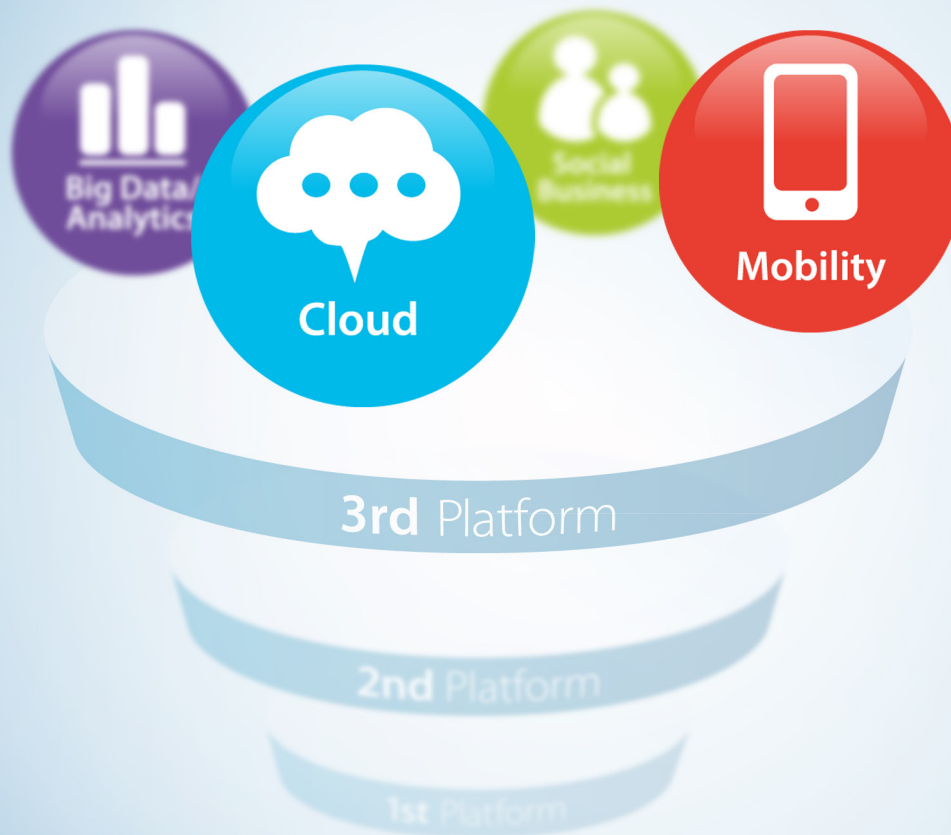 Big Data/
Analytics
Cloud
Social
Business
Mobility
3rd Platform
2nd Platform
1st Platform